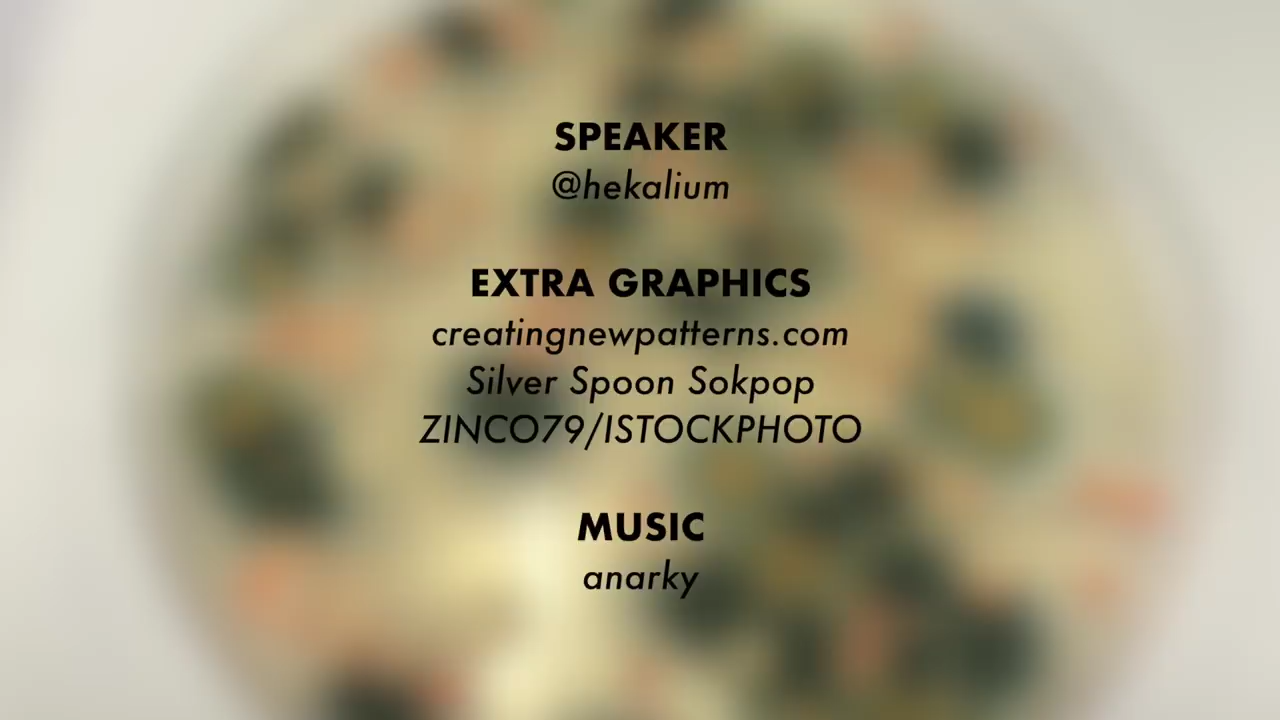 SPEAKER
@hekalium
EXTRA GRAPHICS
creatingnewpatterns.com
Silver Spoon Sokpop
ZINCO79/ISTOCKPHOTO
MUSIC
anarky